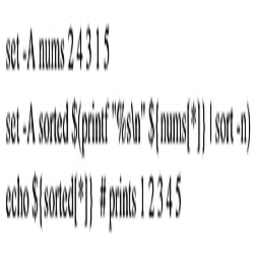 set -A nums 2 4 3 1 5
set -A sorted $(printf "%s\n" ${nums[*]} | sort -n)
echo ${sorted[*]} # prints 1 2 3 4 5